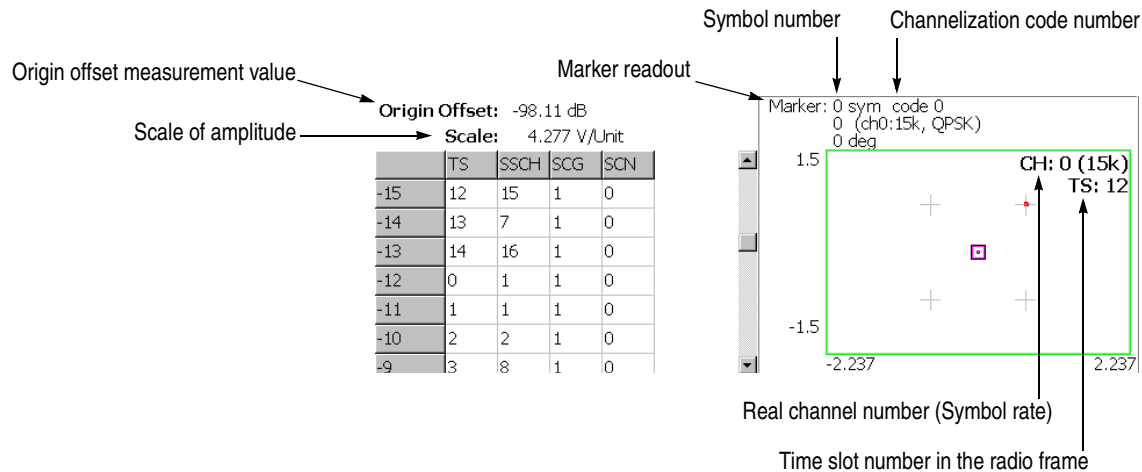 Symbol number
Channelization code number
Origin offset measurement value
Marker readout
Origin Offset: -98.11 dB
Scale of amplitude
Scale: 4.277 V/Unit
TS SSCH SCG SCN
-15 12 15 1 0
-14 13 7 1 0
-13 14 16 1 0
-12 0 1 1 0
-11 1 1 1 0
-10 2 2 1 0
-9 3 8 1 0
Marker: 0 sym code 0
0 (ch0:15k, QPSK)
0 deg
1.5
CH: 0 (15k)
TS: 12
-1.5
-2.237 2.237
Real channel number (Symbol rate)
Time slot number in the radio frame